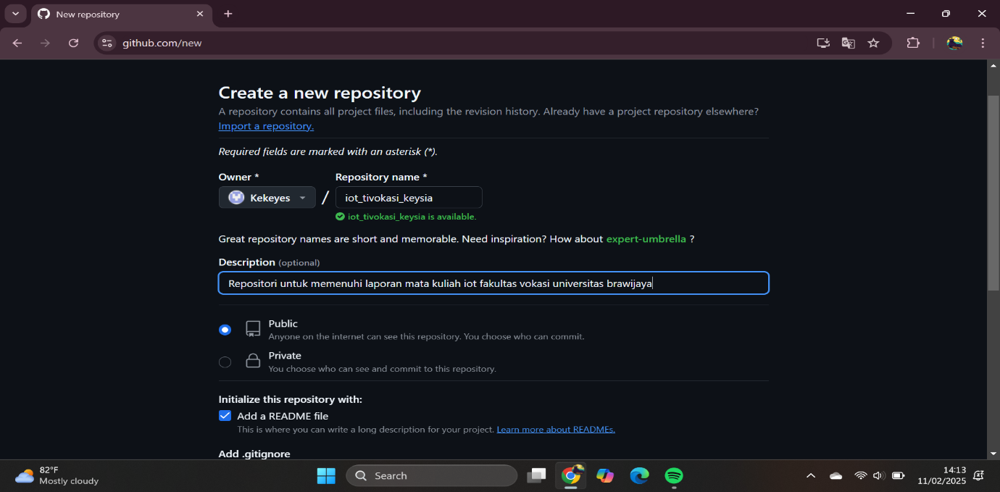 New repository
github.com/new
Create a new repository
A repository contains all project files, including the revision history. Already have a project repository elsewhere?
Import a repository.
Required fields are marked with an asterisk (*).
Owner * Repository name *
Kekeyes / iot_tivokasi_keysia
iot_tivokasi_keysia is available.
Great repository names are short and memorable. Need inspiration? How about expert-umbrella ?
Description (optional)
Repositori untuk memenuhi laporan mata kuliah iot fakultas vokasi universitas brawijaya
Public
Anyone on the internet can see this repository. You choose who can commit.
Private
You choose who can see and commit to this repository.
Initialize this repository with:
Add a README file
This is where you can write a long description for your project. Learn more about READMEs.
Add .gitignore
82°F
Mostly cloudy
Search
14:13
11/02/2025